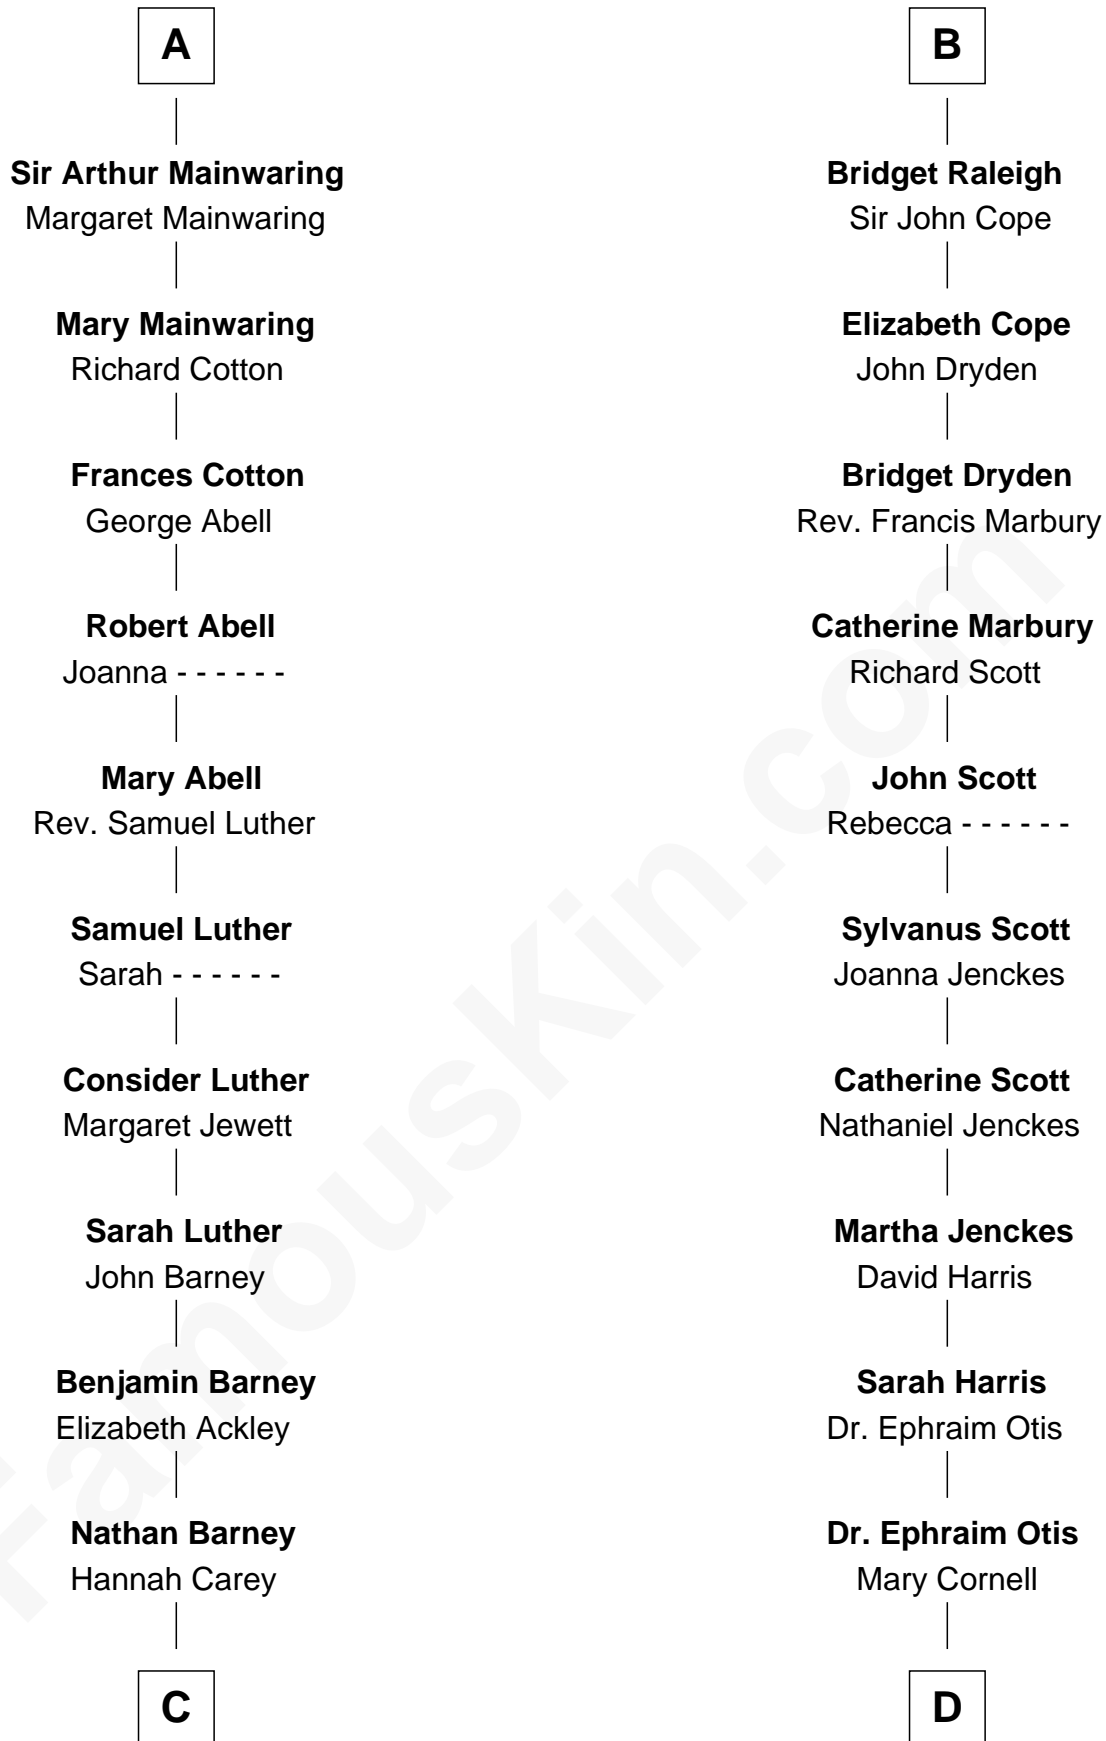 A
Sir Arthur Mainwaring
Margaret Mainwaring
Mary Mainwaring
Richard Cotton
Frances Cotton
George Abell
Robert Abell
Joanna - - - - - -
Mary Abell
Rev. Samuel Luther
Samuel Luther
Sarah - - - - - -
Consider Luther
Margaret Jewett
Sarah Luther
John Barney
Benjamin Barney
Elizabeth Ackley
Nathan Barney
Hannah Carey
C
B
Bridget Raleigh
Sir John Cope
Elizabeth Cope
John Dryden
Bridget Dryden
Rev. Francis Marbury
Catherine Marbury
Richard Scott
John Scott
Rebecca - - - - - -
Sylvanus Scott
Joanna Jenckes
Catherine Scott
Nathaniel Jenckes
Martha Jenckes
David Harris
Sarah Harris
Dr. Ephraim Otis
Dr. Ephraim Otis
Mary Cornell
D
FamousKin.com